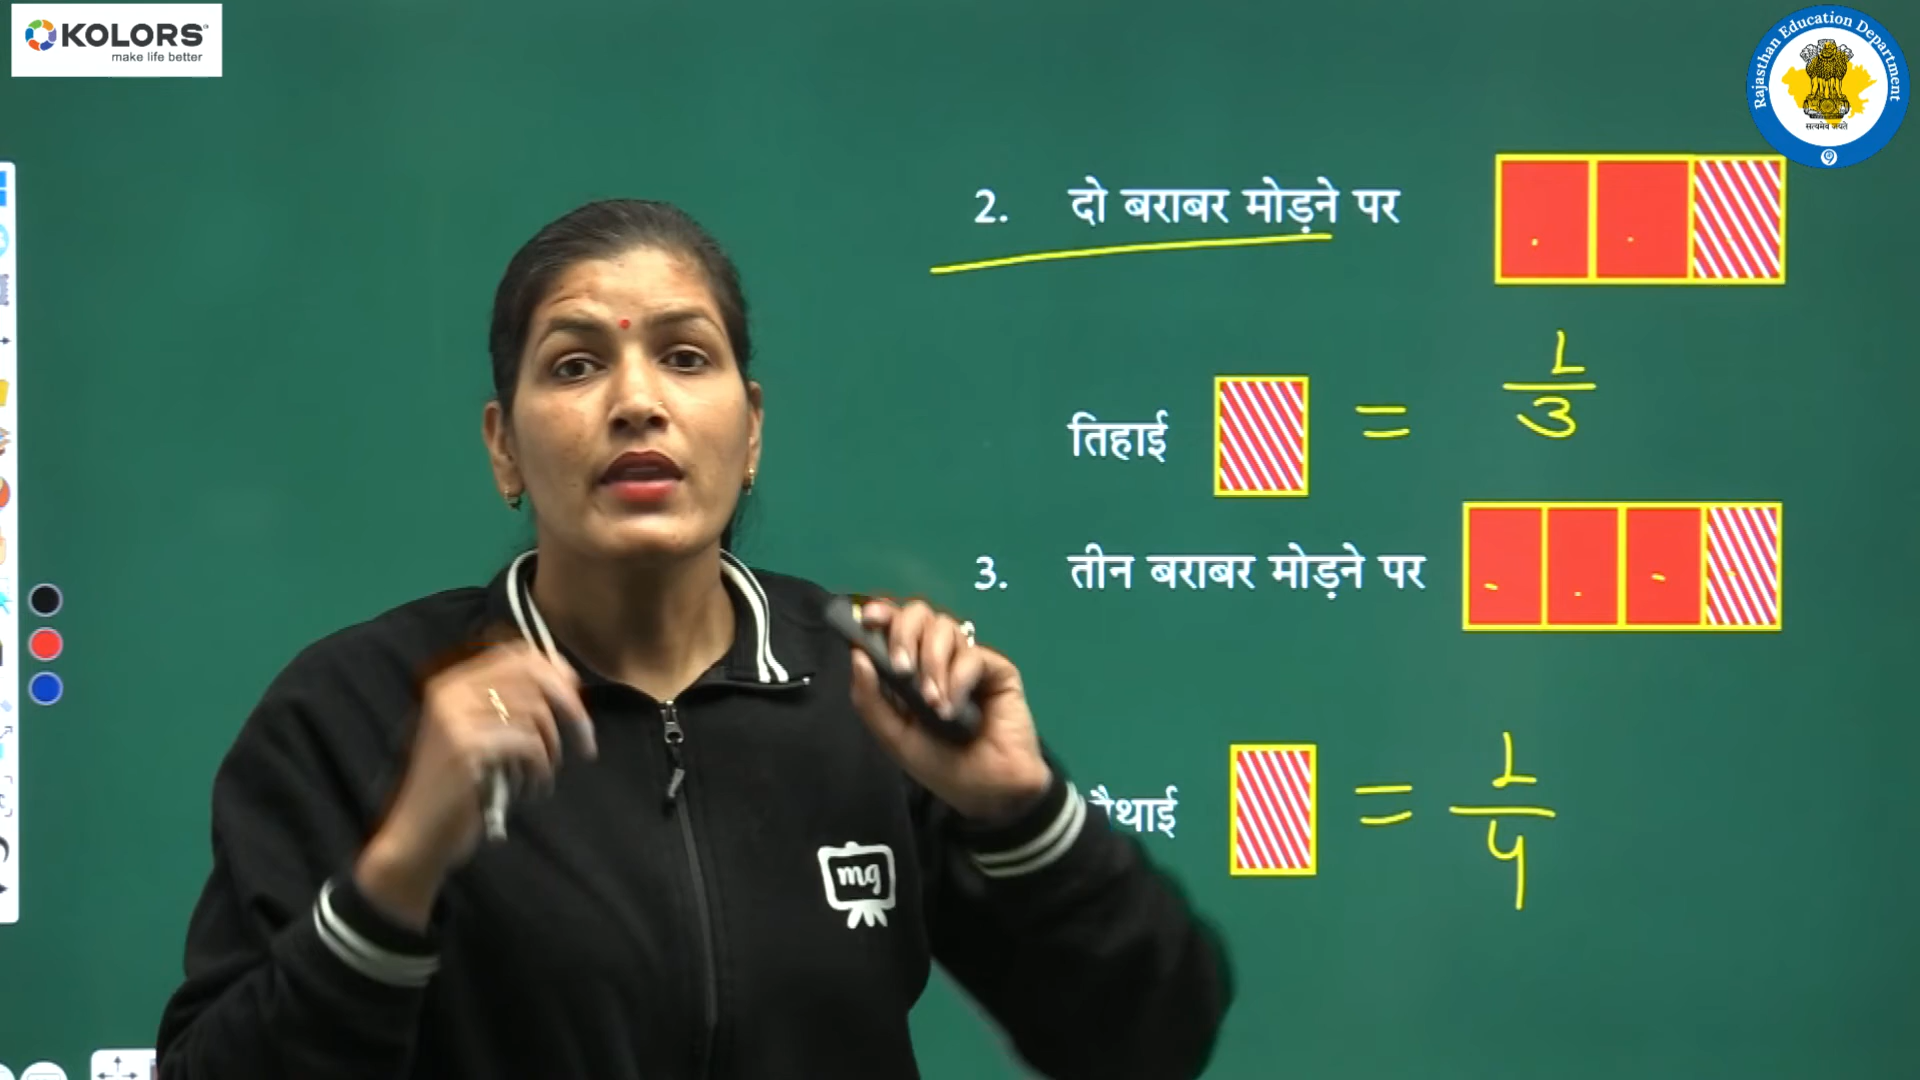 KOLORS
make life better
Rajasthan Education Department
सत्यमेव जयते
2. दो बराबर मोड़ने पर
तिहाई = 1/3
3. तीन बराबर मोड़ने पर
= 1/4
mg